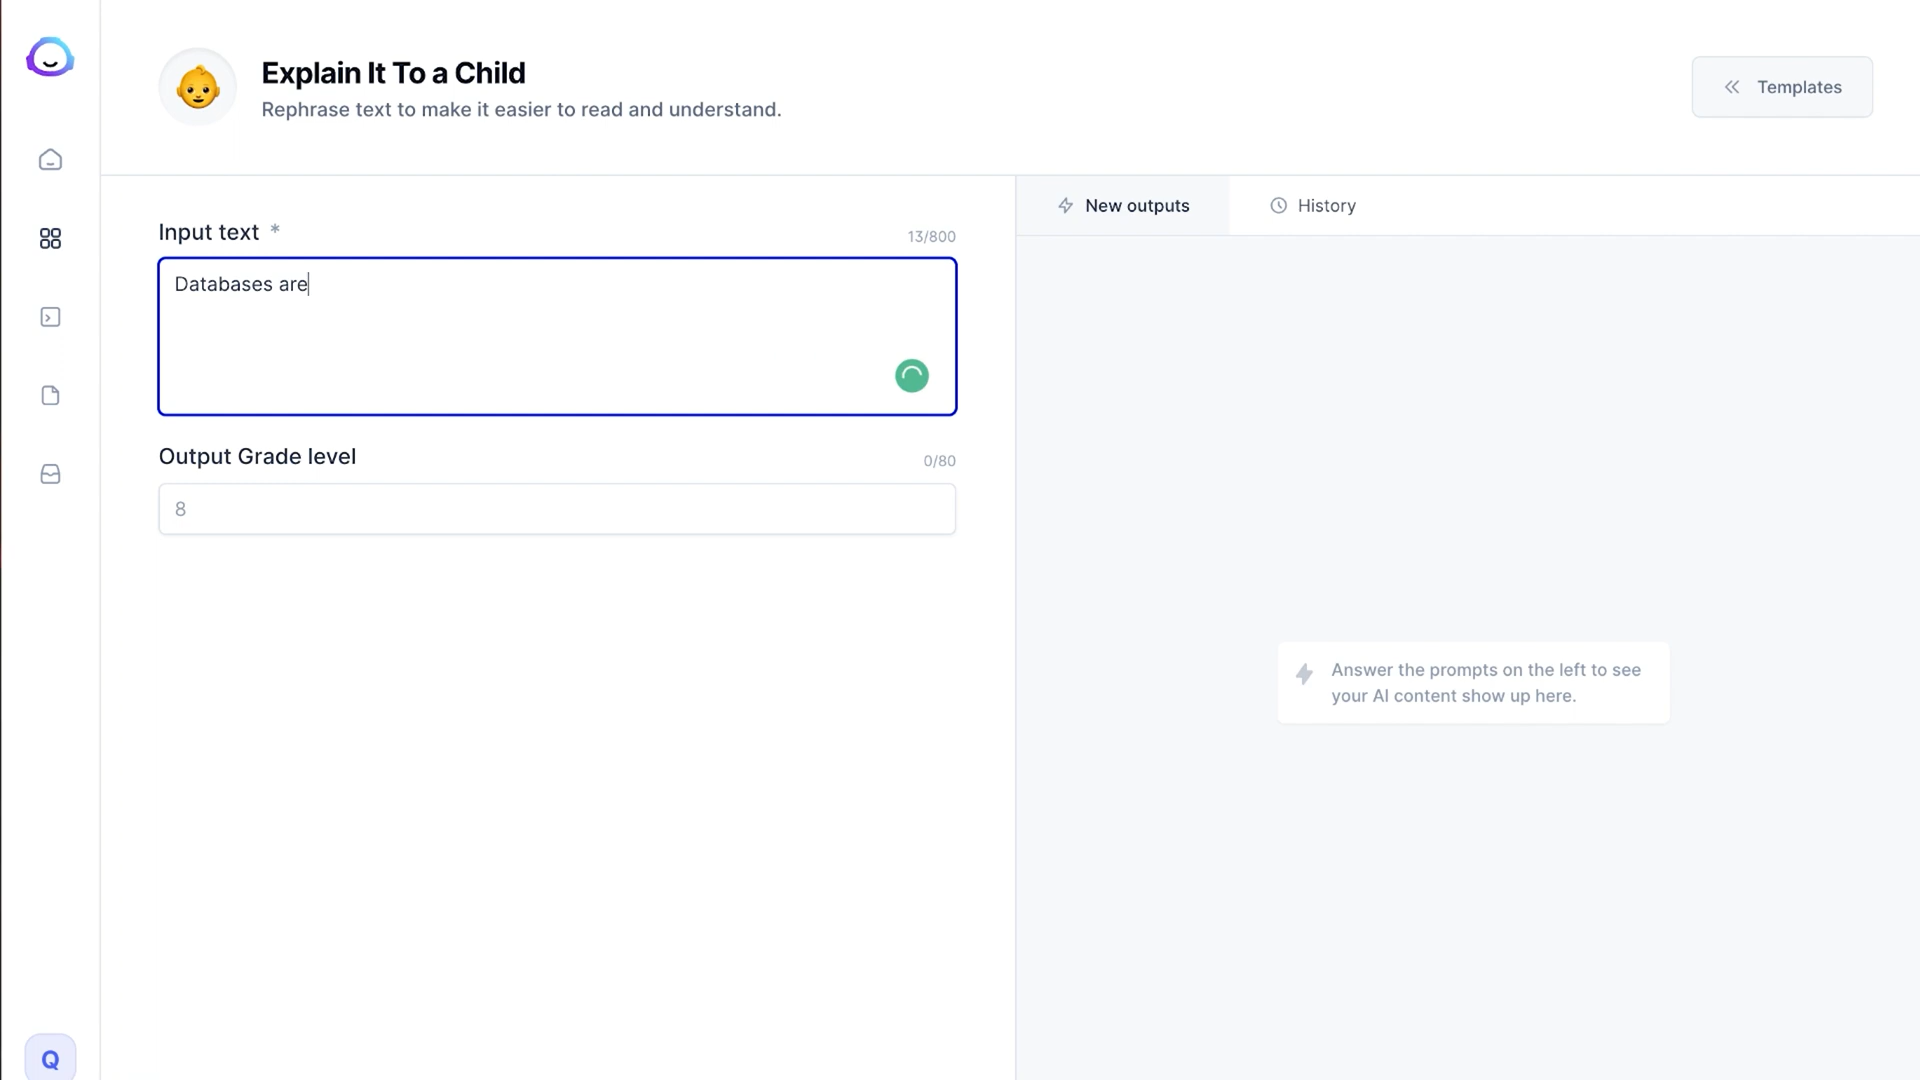 Explain It To a Child
Rephrase text to make it easier to read and understand.
Templates
Input text *
13/800
Databases are
Output Grade level
0/80
8
New outputs
History
Answer the prompts on the left to see
your AI content show up here.
Q